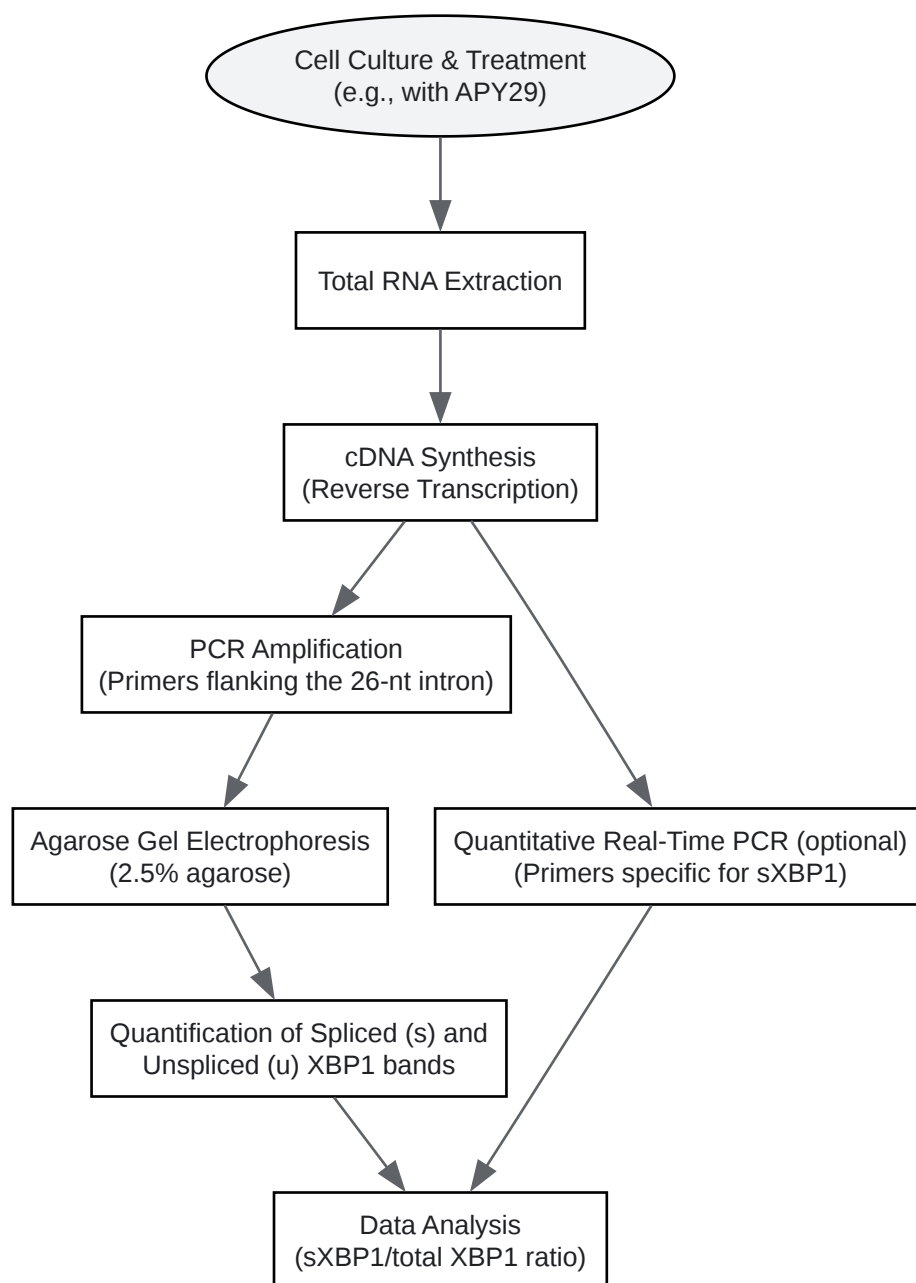 Cell Culture & Treatment
(e.g., with APY29)
Total RNA Extraction
cDNA Synthesis
(Reverse Transcription)
PCR Amplification
(Primers flanking the 26-nt intron)
Agarose Gel Electrophoresis
(2.5% agarose)
Quantitative Real-Time PCR (optional)
(Primers specific for sXBP1)
Quantification of Spliced (s) and
Unspliced (u) XBP1 bands
Data Analysis
(sXBP1/total XBP1 ratio)